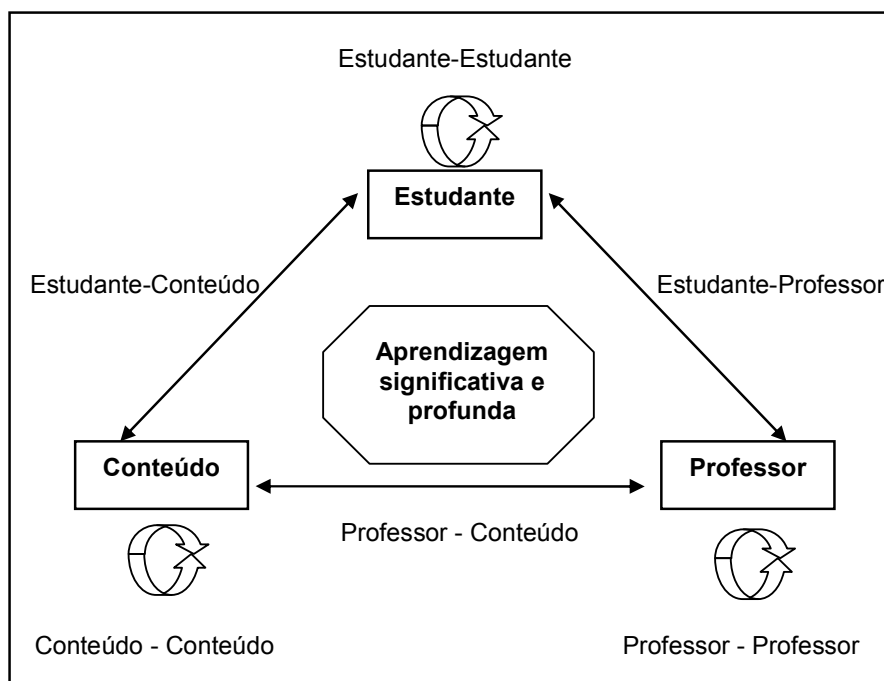 Estudante-Estudante
Estudante
Estudante-Conteúdo
Estudante-Professor
Aprendizagem
significativa e
profunda
Conteúdo
Professor
Professor - Conteúdo
Conteúdo - Conteúdo
Professor - Professor